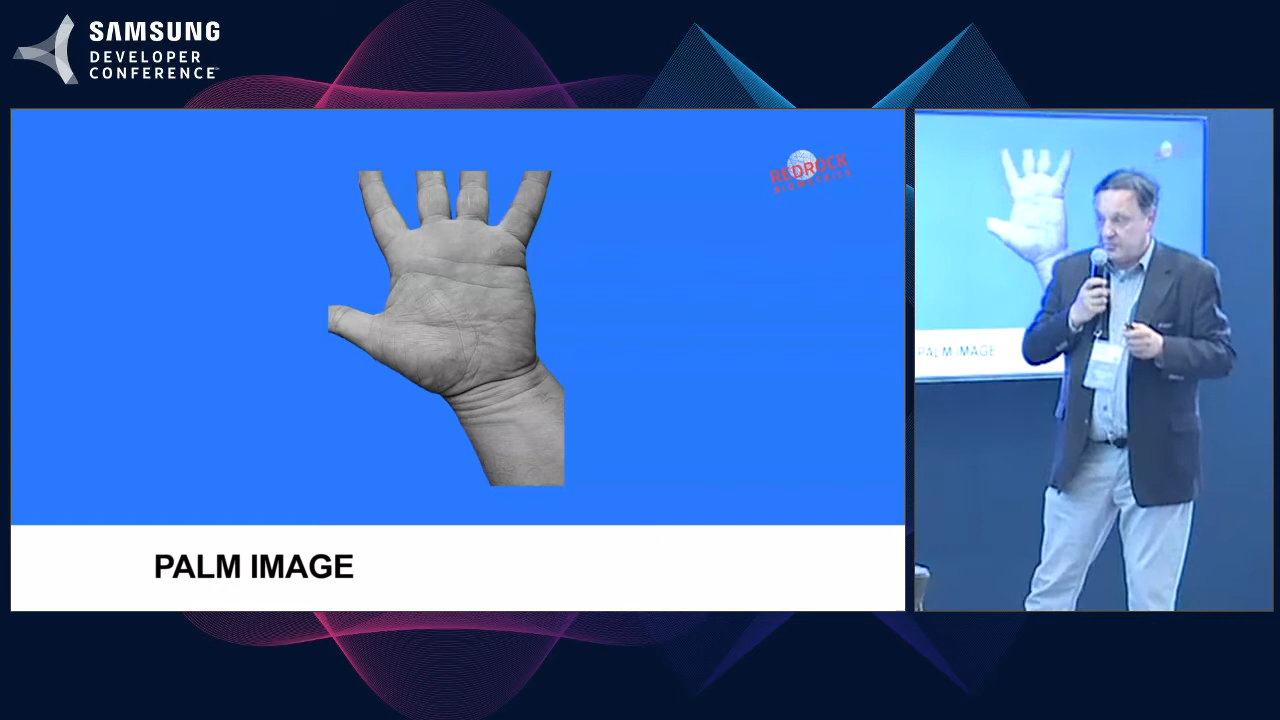 SAMSUNG
DEVELOPER
CONFERENCE
REDROCK
BIOMETRICS
PALM IMAGE
PALM IMAGE